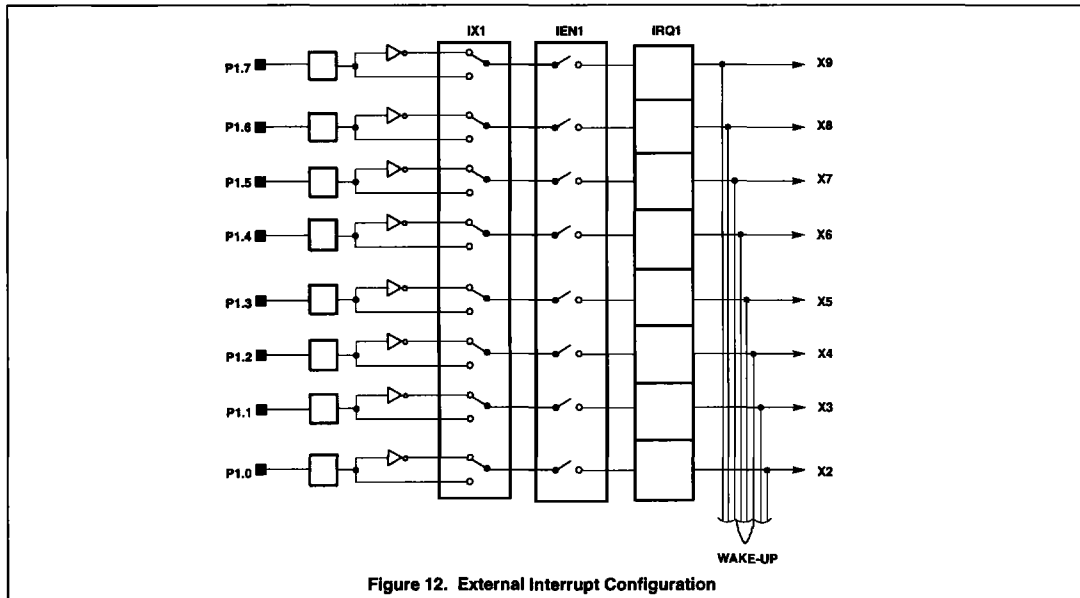 IX1 IEN1 IRQ1
P1.7 X9
P1.6 X8
P1.5 X7
P1.4 X6
P1.3 X5
P1.2 X4
P1.1 X3
P1.0 X2
WAKE-UP
Figure 12. External Interrupt Configuration